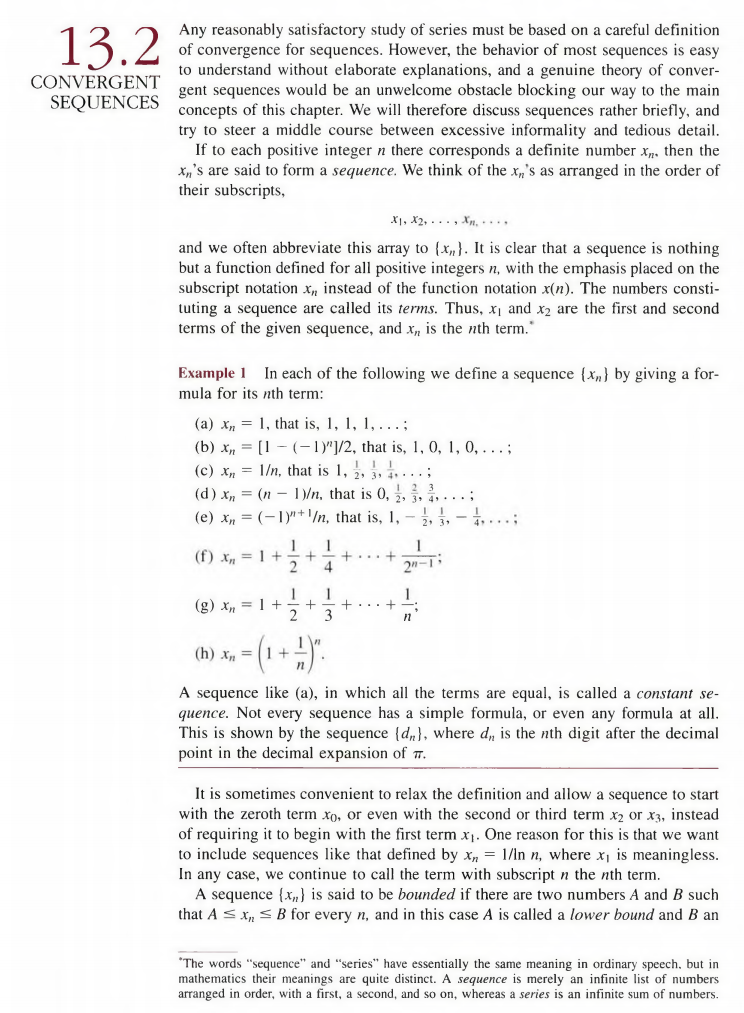 13.2
CONVERGENT
SEQUENCES
Any reasonably satisfactory study of series must be based on a careful definition
of convergence for sequences. However, the behavior of most sequences is easy
to understand without elaborate explanations, and a genuine theory of conver-
gent sequences would be an unwelcome obstacle blocking our way to the main
concepts of this chapter. We will therefore discuss sequences rather briefly, and
try to steer a middle course between excessive informality and tedious detail.
If to each positive integer n there corresponds a definite number xₙ, then the
xₙ's are said to form a sequence. We think of the xₙ's as arranged in the order of
their subscripts,
x₁, x₂, . . . , xₙ, . . . ,
and we often abbreviate this array to {xₙ}. It is clear that a sequence is nothing
but a function defined for all positive integers n, with the emphasis placed on the
subscript notation xₙ instead of the function notation x(n). The numbers consti-
tuting a sequence are called its terms. Thus, x₁ and x₂ are the first and second
terms of the given sequence, and xₙ is the nth term.*
Example 1 In each of the following we define a sequence {xₙ} by giving a for-
mula for its nth term:
(a) xₙ = 1, that is, 1, 1, 1, . . . ;
(b) xₙ = [1 − (−1)ⁿ]/2, that is, 1, 0, 1, 0, . . . ;
(c) xₙ = 1/n, that is 1, 1/2, 1/3, 1/4, . . . ;
(d) xₙ = (n − 1)/n, that is 0, 1/2, 2/3, 3/4, . . . ;
(e) xₙ = (−1)ⁿ⁺¹/n, that is, 1, − 1/2, 1/3, − 1/4, . . . ;
(f) xₙ = 1 + 1/2 + 1/4 + · · · + 1/2ⁿ⁻¹;
(g) xₙ = 1 + 1/2 + 1/3 + · · · + 1/n;
(h) xₙ = (1 + 1/n)ⁿ.
A sequence like (a), in which all the terms are equal, is called a constant se-
quence. Not every sequence has a simple formula, or even any formula at all.
This is shown by the sequence {dₙ}, where dₙ is the nth digit after the decimal
point in the decimal expansion of π.
It is sometimes convenient to relax the definition and allow a sequence to start
with the zeroth term x₀, or even with the second or third term x₂ or x₃, instead
of requiring it to begin with the first term x₁. One reason for this is that we want
to include sequences like that defined by xₙ = 1/ln n, where x₁ is meaningless.
In any case, we continue to call the term with subscript n the nth term.
A sequence {xₙ} is said to be bounded if there are two numbers A and B such
that A ≤ xₙ ≤ B for every n, and in this case A is called a lower bound and B an
*The words "sequence" and "series" have essentially the same meaning in ordinary speech, but in
mathematics their meanings are quite distinct. A sequence is merely an infinite list of numbers
arranged in order, with a first, a second, and so on, whereas a series is an infinite sum of numbers.